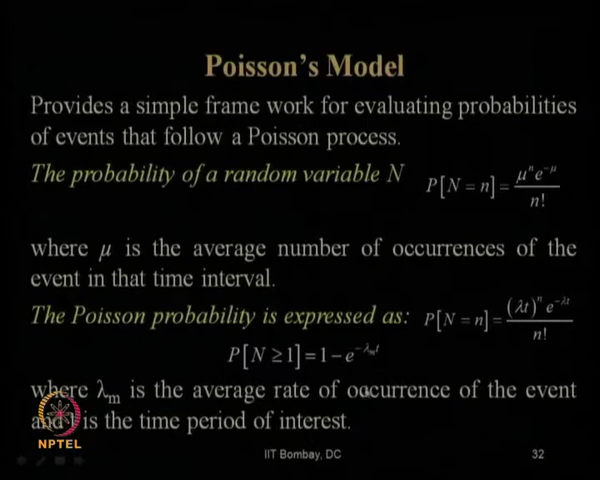 Poisson's Model
Provides a simple frame work for evaluating probabilities
of events that follow a Poisson process.
The probability of a random variable N P[N = n] = μⁿe^{-μ} / n!
where μ is the average number of occurrences of the
event in that time interval.
The Poisson probability is expressed as: P[N = n] = (λt)ⁿ e^{-λt} / n!
P[N ≥ 1] = 1 − e^{-λ_m t}
where λm is the average rate of occurrence of the event
and t is the time period of interest.
NPTEL
IIT Bombay, DC 32